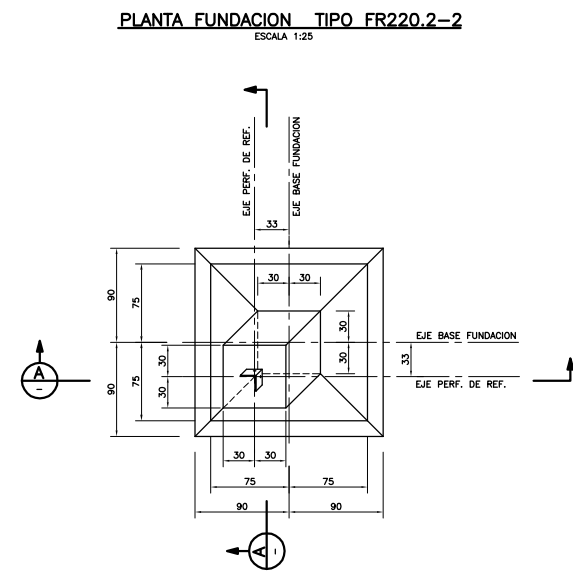 PLANTA FUNDACION TIPO FR220.2-2
ESCALA 1:25
EJE PERF. DE REF.
EJE BASE FUNDACION
33
30 30
90
75
30
EJE BASE FUNDACION
30
30
33
A
-
EJE PERF. DE REF.
90
75
30
30 30
75 75
90 90
A
-